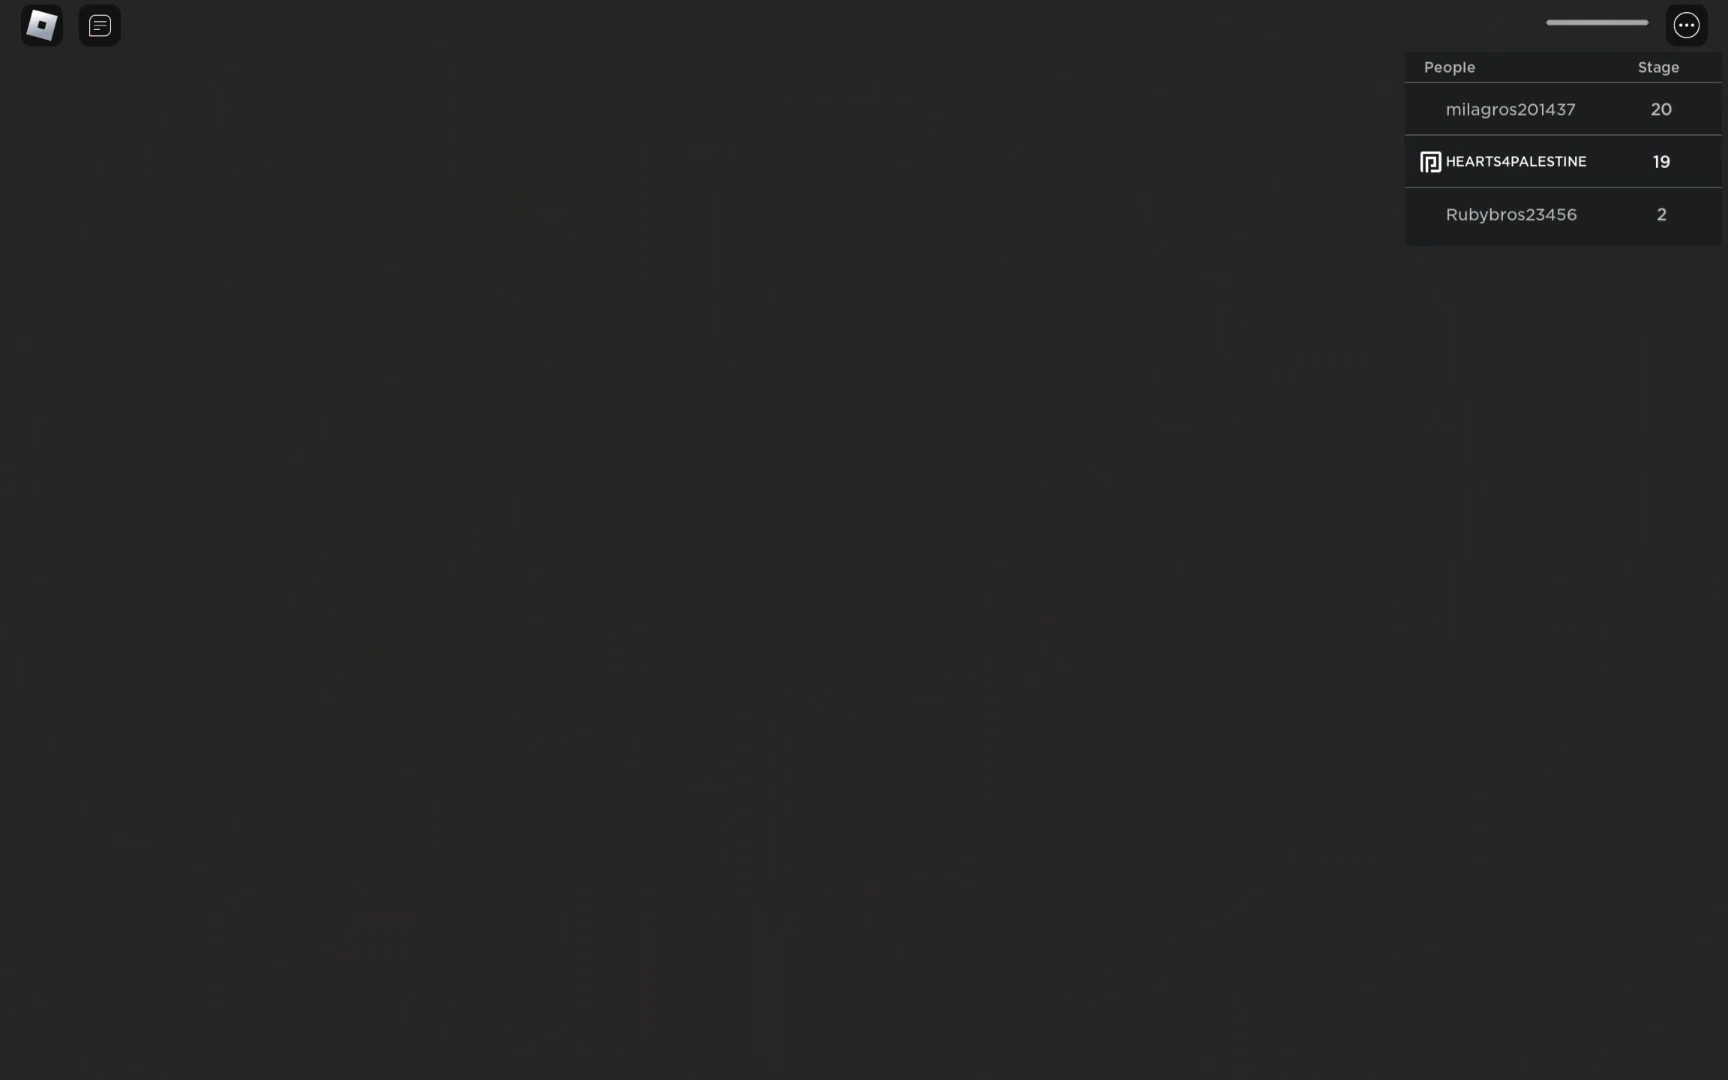 People Stage
milagros201437 20
HEARTS4PALESTINE 19
Rubybros23456 2